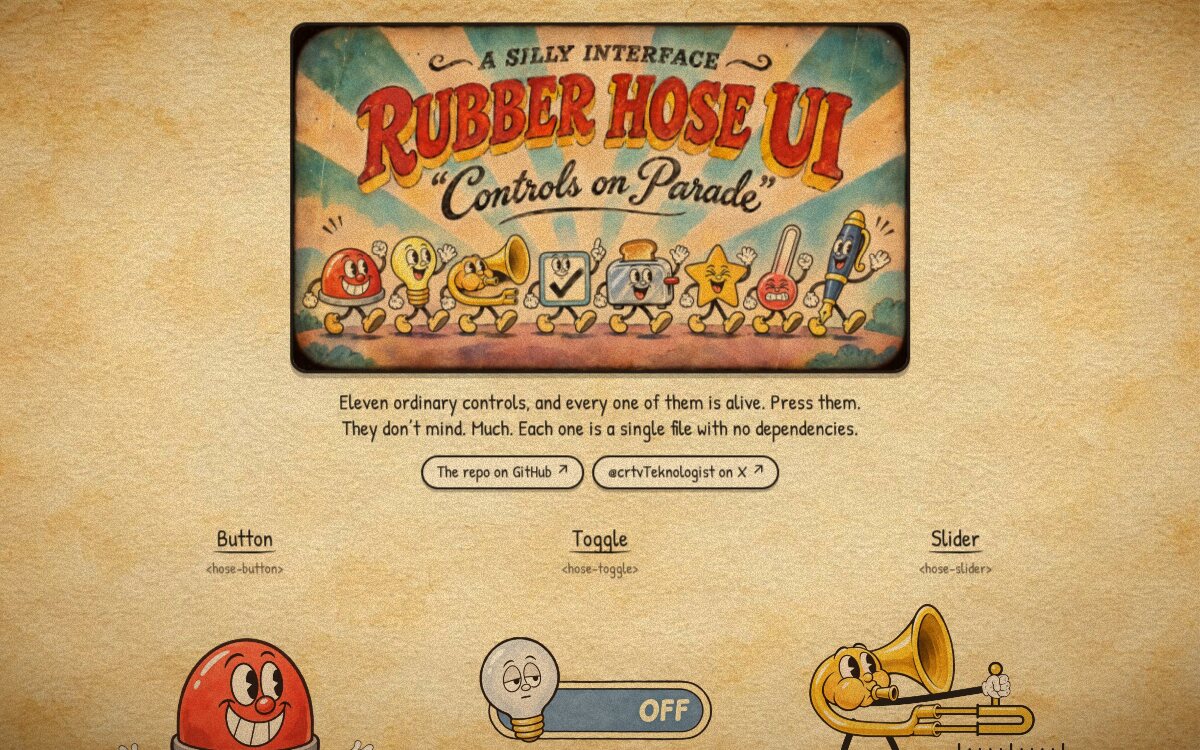 A SILLY INTERFACE
RUBBER HOSE UI
“Controls on Parade”
Eleven ordinary controls, and every one of them is alive. Press them.
They don't mind. Much. Each one is a single file with no dependencies.
The repo on GitHub ↗
@crtvTeknologist on X ↗
Button
<hose-button>
Toggle
<hose-toggle>
Slider
<hose-slider>
OFF